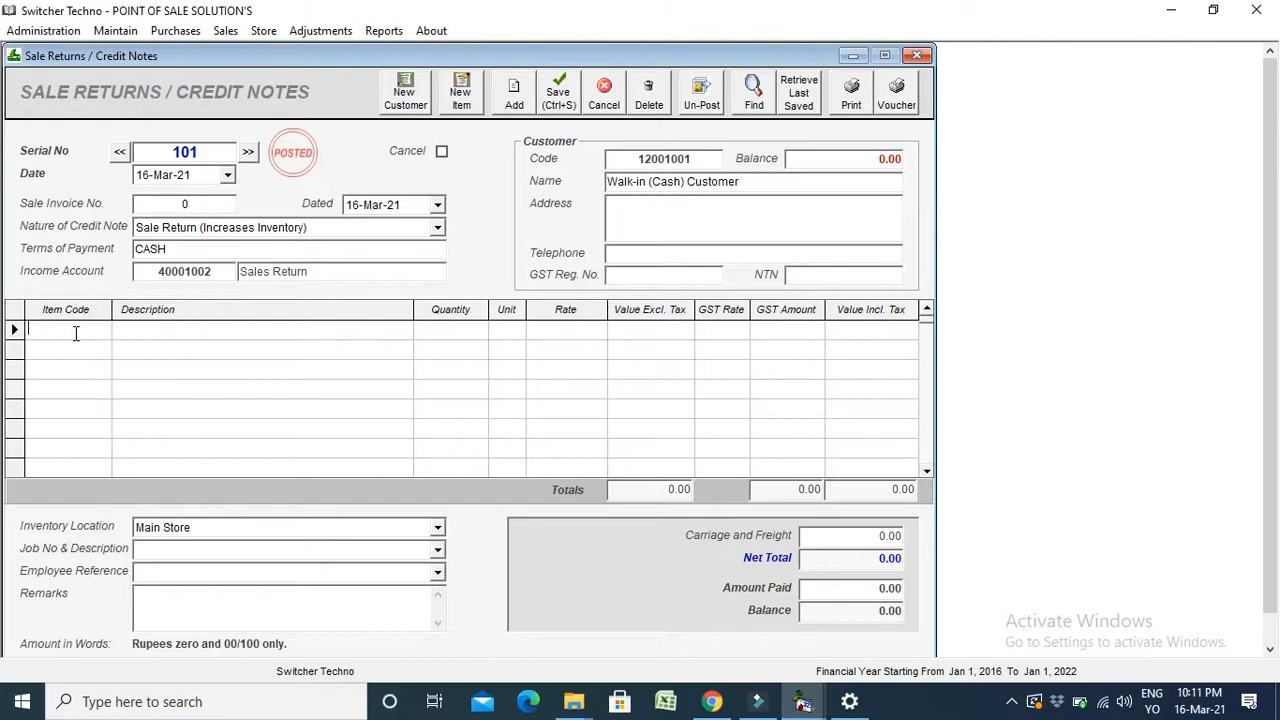 Switcher Techno - POINT OF SALE SOLUTION'S
Administration Maintain Purchases Sales Store Adjustments Reports About
Sale Returns / Credit Notes
SALE RETURNS / CREDIT NOTES
New Customer
New Item
Add
Save (Ctrl+S)
Cancel
Delete
Un-Post
Find
Retrieve Last Saved
Print
Voucher
Serial No << 101 >> POSTED Cancel
Date 16-Mar-21
Sale Invoice No. 0 Dated 16-Mar-21
Nature of Credit Note Sale Return (Increases Inventory)
Terms of Payment CASH
Income Account 40001002 Sales Return
Customer
Code 12001001 Balance 0.00
Name Walk-in (Cash) Customer
Address
Telephone
GST Reg. No. NTN
Item Code Description Quantity Unit Rate Value Excl. Tax GST Rate GST Amount Value Incl. Tax
Totals 0.00 0.00 0.00
Inventory Location Main Store
Job No & Description
Employee Reference
Remarks
Carriage and Freight 0.00
Net Total 0.00
Amount Paid 0.00
Balance 0.00
Amount in Words: Rupees zero and 00/100 only.
Activate Windows
Go to Settings to activate Windows.
Switcher Techno Financial Year Starting From Jan 1, 2016 To Jan 1, 2022
Type here to search
ENG
YO
10:11 PM
16-Mar-21